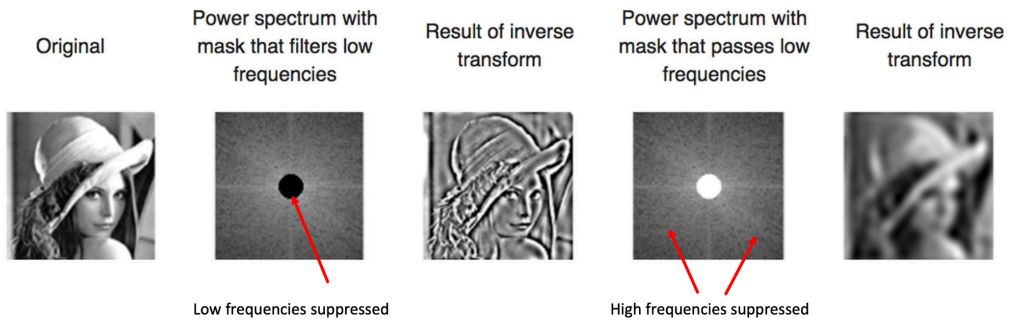 Original
Power spectrum with
mask that filters low
frequencies
Result of inverse
transform
Power spectrum with
mask that passes low
frequencies
Result of inverse
transform
Low frequencies suppressed
High frequencies suppressed